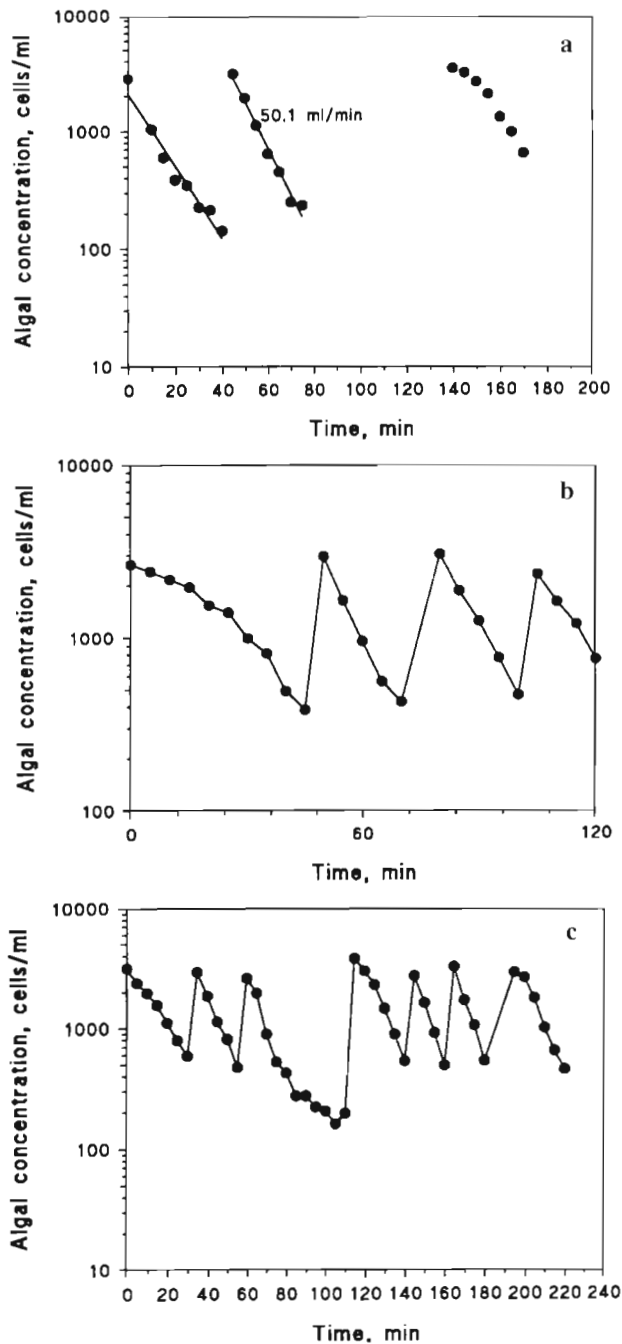 a
10000
1000
100
10
Algal concentration, cells/ml
50.1 ml/min
0 20 40 60 80 100 120 140 160 180 200
Time, min
b
10000
1000
100
Algal concentration, cells/ml
0 60 120
Time, min
c
10000
1000
100
10
Algal concentration, cells/ml
0 20 40 60 80 100 120 140 160 180 200 220 240
Time, min